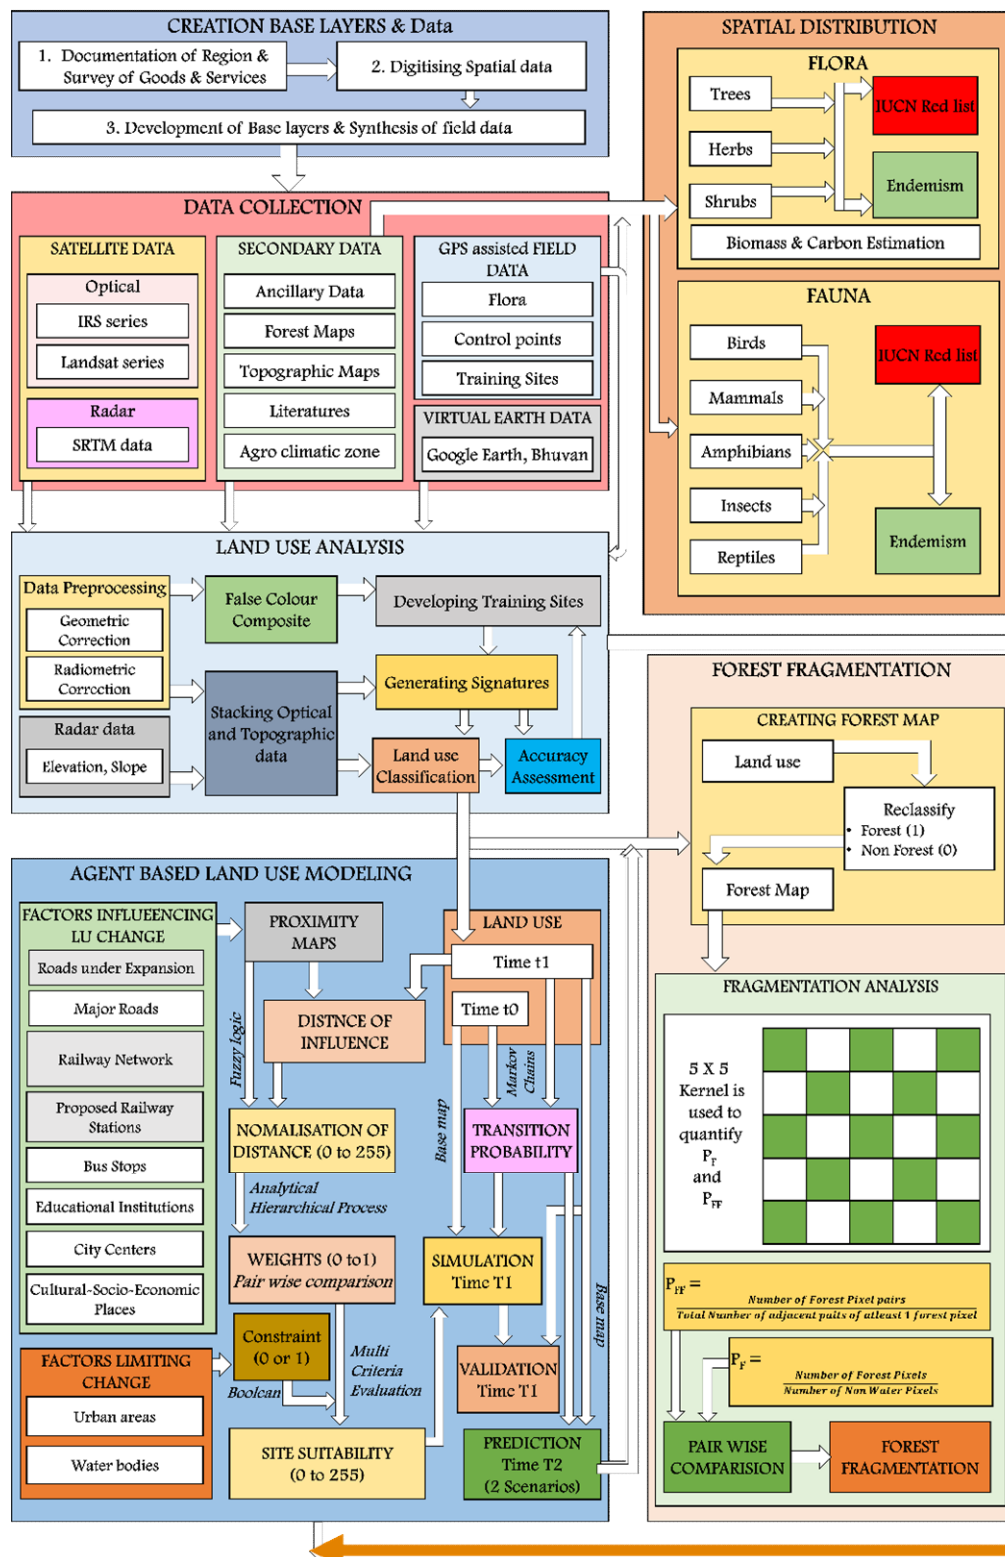 CREATION BASE LAYERS & Data
1. Documentation of Region &
Survey of Goods & Services
2. Digitising Spatial data
3. Development of Base layers & Synthesis of field data
DATA COLLECTION
SATELLITE DATA
Optical
IRS series
Landsat series
Radar
SRTM data
SECONDARY DATA
Ancillary Data
Forest Maps
Topographic Maps
Literatures
Agro climatic zone
GPS assisted FIELD
DATA
Flora
Control points
Training Sites
VIRTUAL EARTH DATA
Google Earth, Bhuvan
SPATIAL DISTRIBUTION
FLORA
Trees
Herbs
Shrubs
IUCN Red list
Endemism
Biomass & Carbon Estimation
FAUNA
Birds
Mammals
Amphibians
Insects
Reptiles
IUCN Red list
Endemism
LAND USE ANALYSIS
Data Preprocessing
Geometric
Correction
Radiometric
Correction
Radar data
Elevation, Slope
False Colour
Composite
Stacking Optical
and Topographic
data
Developing Training Sites
Generating Signatures
Land use
Classification
Accuracy
Assessment
FOREST FRAGMENTATION
CREATING FOREST MAP
Land use
Reclassify
• Forest (1)
• Non Forest (0)
Forest Map
FRAGMENTATION ANALYSIS
5 X 5
Kernel is
used to
quantify
P_F
and
P_FF
P_FF =
Number of Forest Pixel pairs
Total Number of adjacent pairs of atleast 1 forest pixel
P_F =
Number of Forest Pixels
Number of Non Water Pixels
PAIR WISE
COMPARISION
FOREST
FRAGMENTATION
AGENT BASED LAND USE MODELING
FACTORS INFLUEENCING
LU CHANGE
Roads under Expansion
Major Roads
Railway Network
Proposed Railway
Stations
Bus Stops
Educational Institutions
City Centers
Cultural-Socio-Economic
Places
FACTORS LIMITING
CHANGE
Urban areas
Water bodies
PROXIMITY
MAPS
DISTNCE OF
INFLUENCE
Fuzzy logic
NOMALISATION OF
DISTANCE (0 to 255)
Analytical
Hierarchical Process
WEIGHTS (0 to1)
Pair wise comparison
Constraint
(0 or 1)
Boolean
Multi
Criteria
Evaluation
SITE SUITABILITY
(0 to 255)
LAND USE
Time t1
Time t0
Markov
Chains
Base map
TRANSITION
PROBABILITY
SIMULATION
Time T1
VALIDATION
Time T1
Base map
PREDICTION
Time T2
(2 Scenarios)